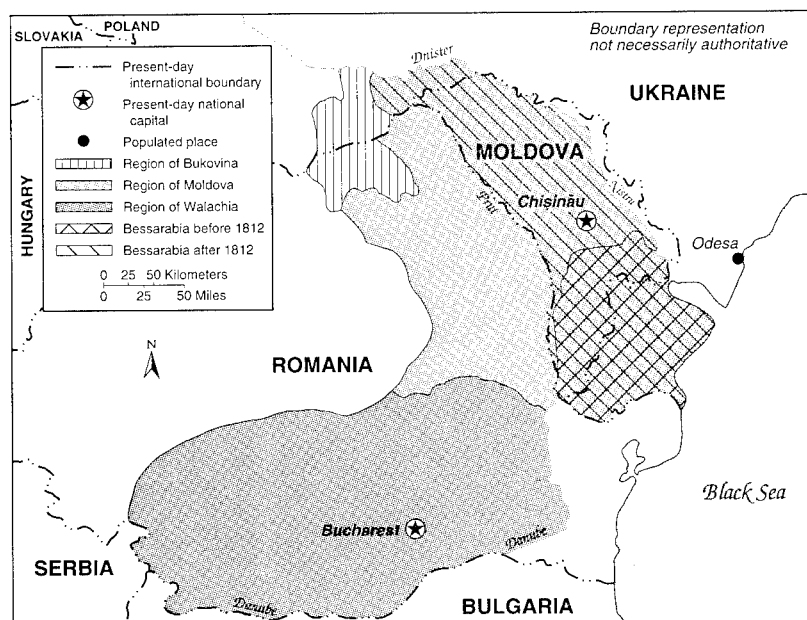 SLOVAKIA
POLAND
Boundary representation
not necessarily authoritative
Present-day
international boundary
Present-day national
capital
Populated place
Region of Bukovina
Region of Moldova
Region of Walachia
Bessarabia before 1812
Bessarabia after 1812
0 25 50 Kilometers
0 25 50 Miles
HUNGARY
Dnister
UKRAINE
MOLDOVA
Nistru
Chișinău
Prut
Odesa
N
ROMANIA
Black Sea
Bucharest
Danube
SERBIA
Danube
BULGARIA